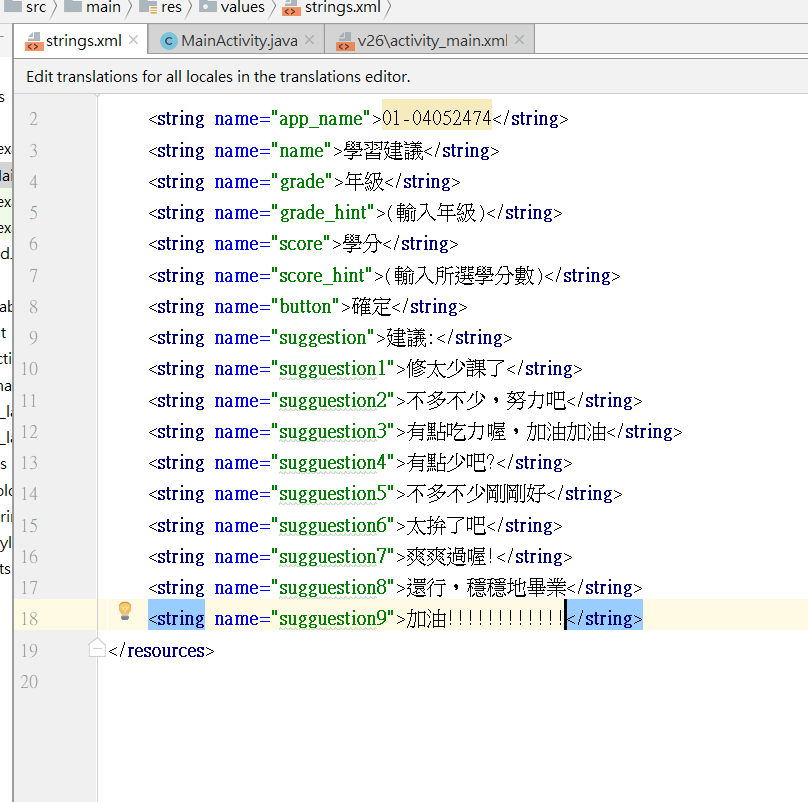 src main res values strings.xml
strings.xml MainActivity.java v26\activity_main.xml
Edit translations for all locales in the translations editor.
2 <string name="app_name">01-04052474</string>
3 <string name="name">學習建議</string>
4 <string name="grade">年級</string>
5 <string name="grade_hint">(輸入年級)</string>
6 <string name="score">學分</string>
7 <string name="score_hint">(輸入所選學分數)</string>
8 <string name="button">確定</string>
9 <string name="suggestion">建議:</string>
10 <string name="sugguestion1">修太少課了</string>
11 <string name="sugguestion2">不多不少，努力吧</string>
12 <string name="sugguestion3">有點吃力喔，加油加油</string>
13 <string name="sugguestion4">有點少吧?</string>
14 <string name="sugguestion5">不多不少剛剛好</string>
15 <string name="sugguestion6">太拚了吧</string>
16 <string name="sugguestion7">爽爽過喔!</string>
17 <string name="sugguestion8">還行，穩穩地畢業</string>
18 <string name="sugguestion9">加油!!!!!!!!!!!!</string>
19 </resources>
20